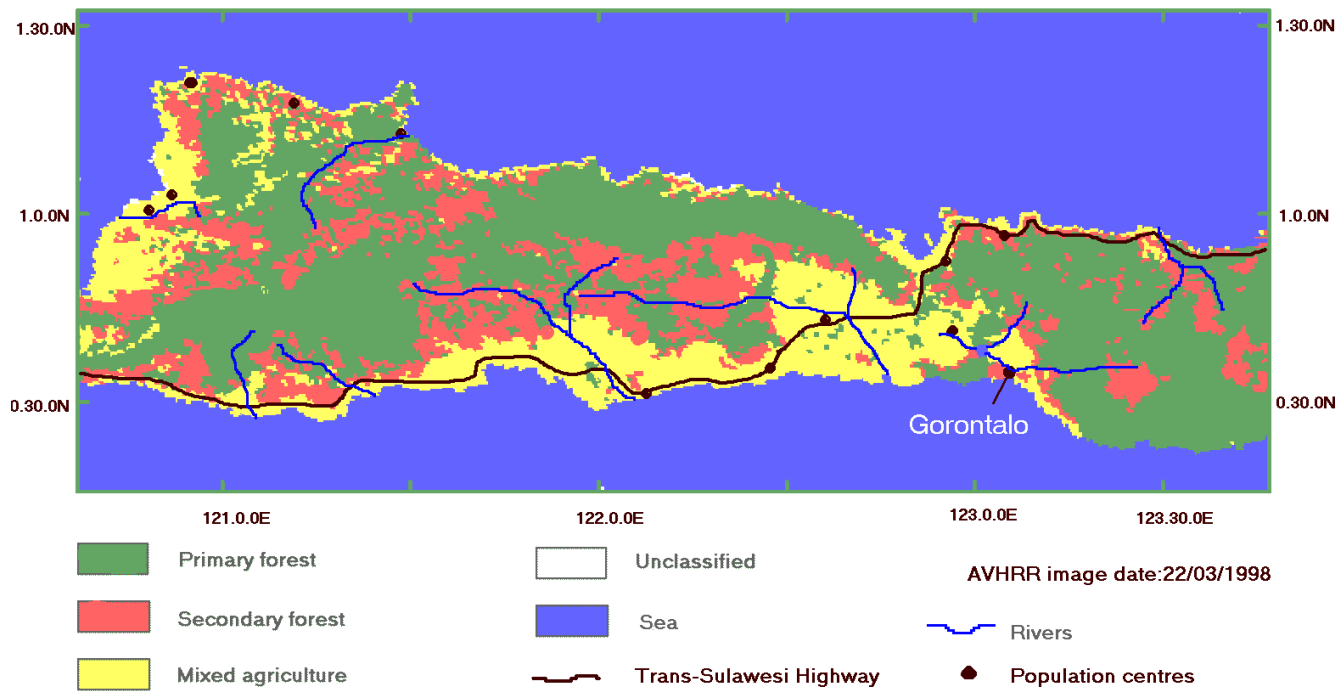 1.30.0N
1.30.0N
1.0.0N
1.0.0N
0.30.0N
0.30.0N
Gorontalo
121.0.0E
122.0.0E
123.0.0E
123.30.0E
Primary forest
Unclassified
AVHRR image date:22/03/1998
Secondary forest
Sea
Rivers
Mixed agriculture
Trans-Sulawesi Highway
Population centres